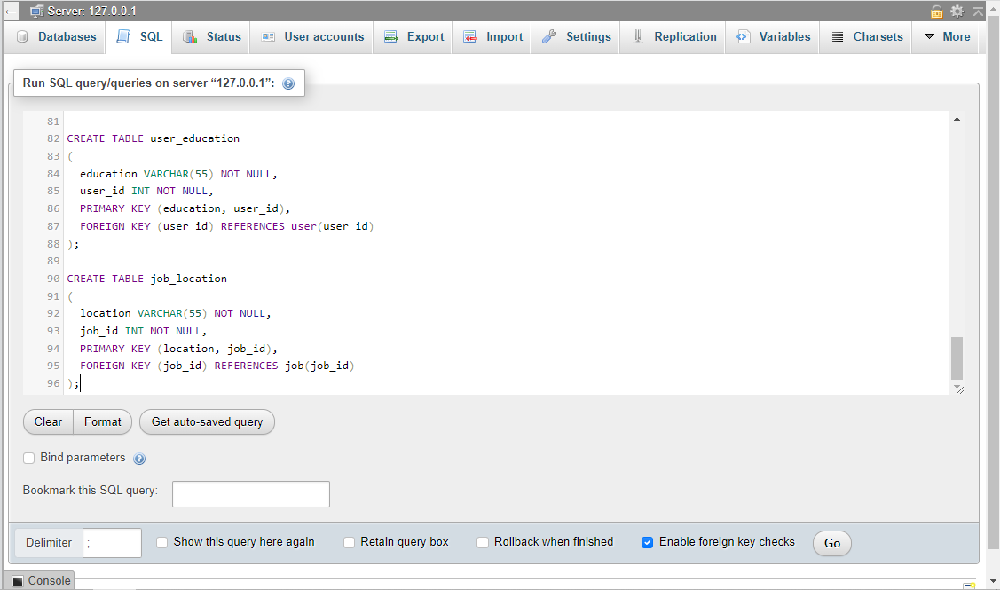 Server: 127.0.0.1
Databases SQL Status User accounts Export Import Settings Replication Variables Charsets More
Run SQL query/queries on server “127.0.0.1”:
81
82 CREATE TABLE user_education
83 (
84 education VARCHAR(55) NOT NULL,
85 user_id INT NOT NULL,
86 PRIMARY KEY (education, user_id),
87 FOREIGN KEY (user_id) REFERENCES user(user_id)
88 );
89
90 CREATE TABLE job_location
91 (
92 location VARCHAR(55) NOT NULL,
93 job_id INT NOT NULL,
94 PRIMARY KEY (location, job_id),
95 FOREIGN KEY (job_id) REFERENCES job(job_id)
96 );
Clear Format Get auto-saved query
Bind parameters
Bookmark this SQL query:
Delimiter ; Show this query here again Retain query box Rollback when finished Enable foreign key checks Go
Console